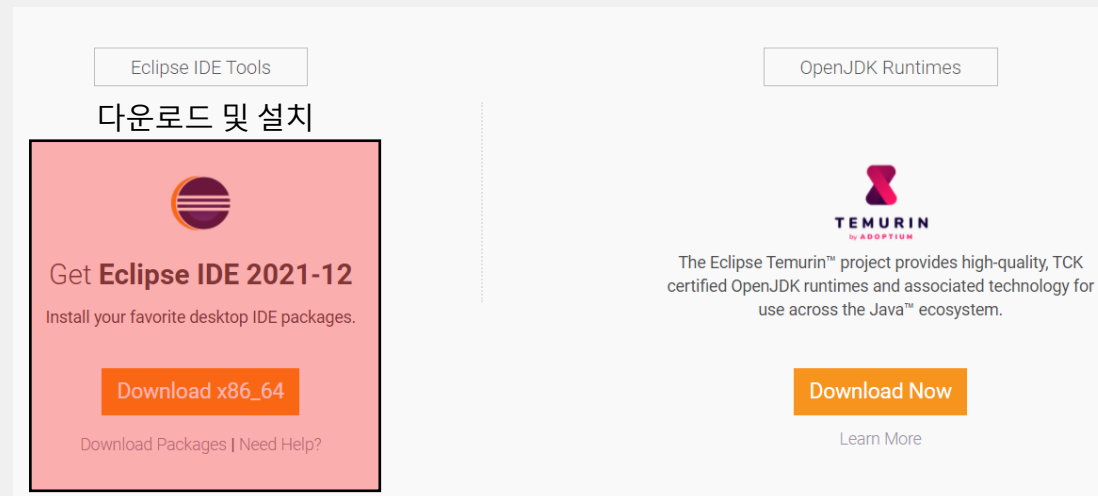 Eclipse IDE Tools
다운로드 및 설치
Get Eclipse IDE 2021-12
Install your favorite desktop IDE packages.
Download x86_64
Download Packages | Need Help?
OpenJDK Runtimes
TEMURIN
by ADOPTIUM
The Eclipse Temurin™ project provides high-quality, TCK
certified OpenJDK runtimes and associated technology for
use across the Java™ ecosystem.
Download Now
Learn More